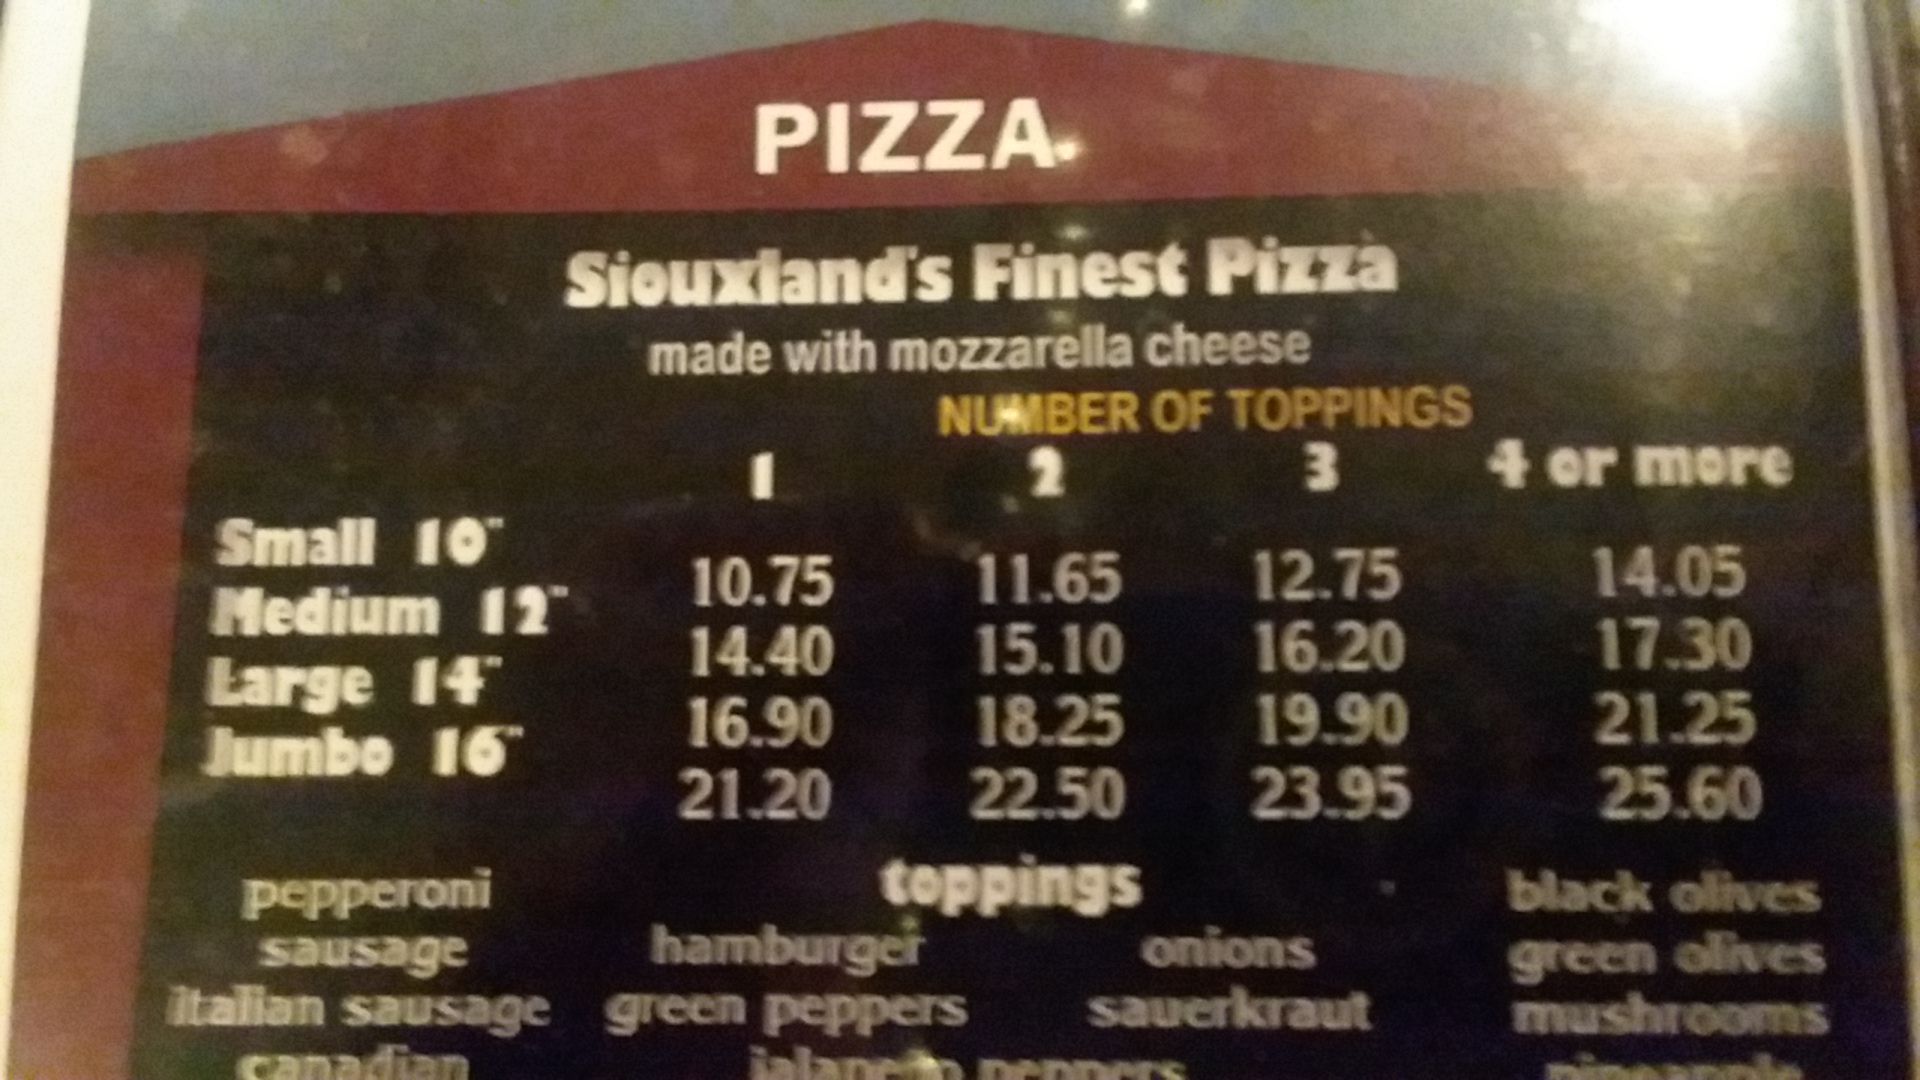 PIZZA
Siouxland's Finest Pizza
made with mozzarella cheese
NUMBER OF TOPPINGS
1 2 3 4 or more
Small 10" 10.75 11.65 12.75 14.05
Medium 12" 14.40 15.10 16.20 17.30
Large 14" 16.90 18.25 19.90 21.25
Jumbo 16" 21.20 22.50 23.95 25.60
toppings
pepperoni black olives
sausage hamburger onions green olives
italian sausage green peppers sauerkraut mushrooms
canadian jalapeno peppers pineapple